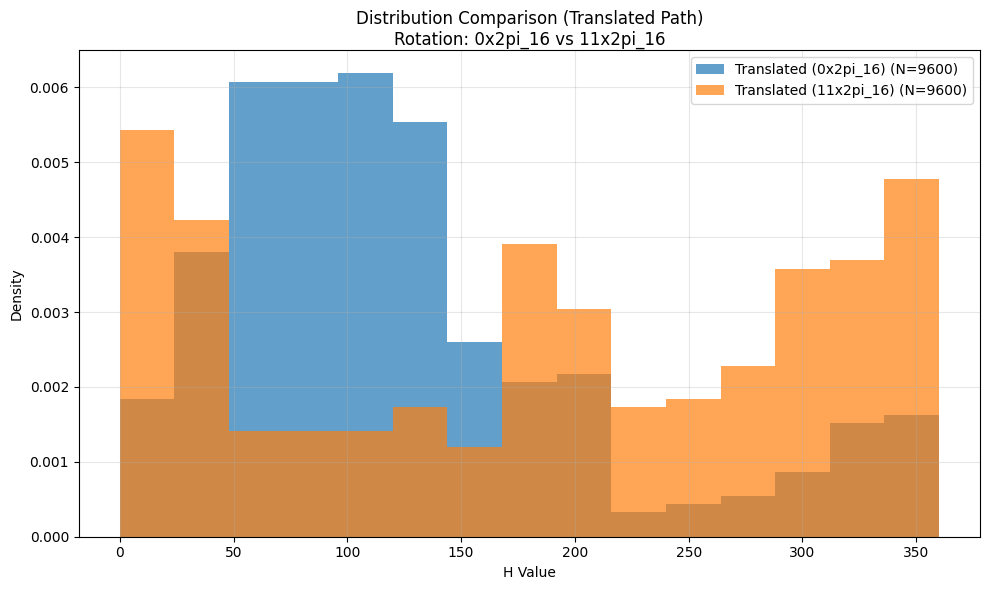 Distribution Comparison (Translated Path)
Rotation: 0x2pi_16 vs 11x2pi_16
Translated (0x2pi_16) (N=9600)
Translated (11x2pi_16) (N=9600)
0.006
0.005
0.004
0.003
0.002
0.001
0.000
Density
0 50 100 150 200 250 300 350
H Value